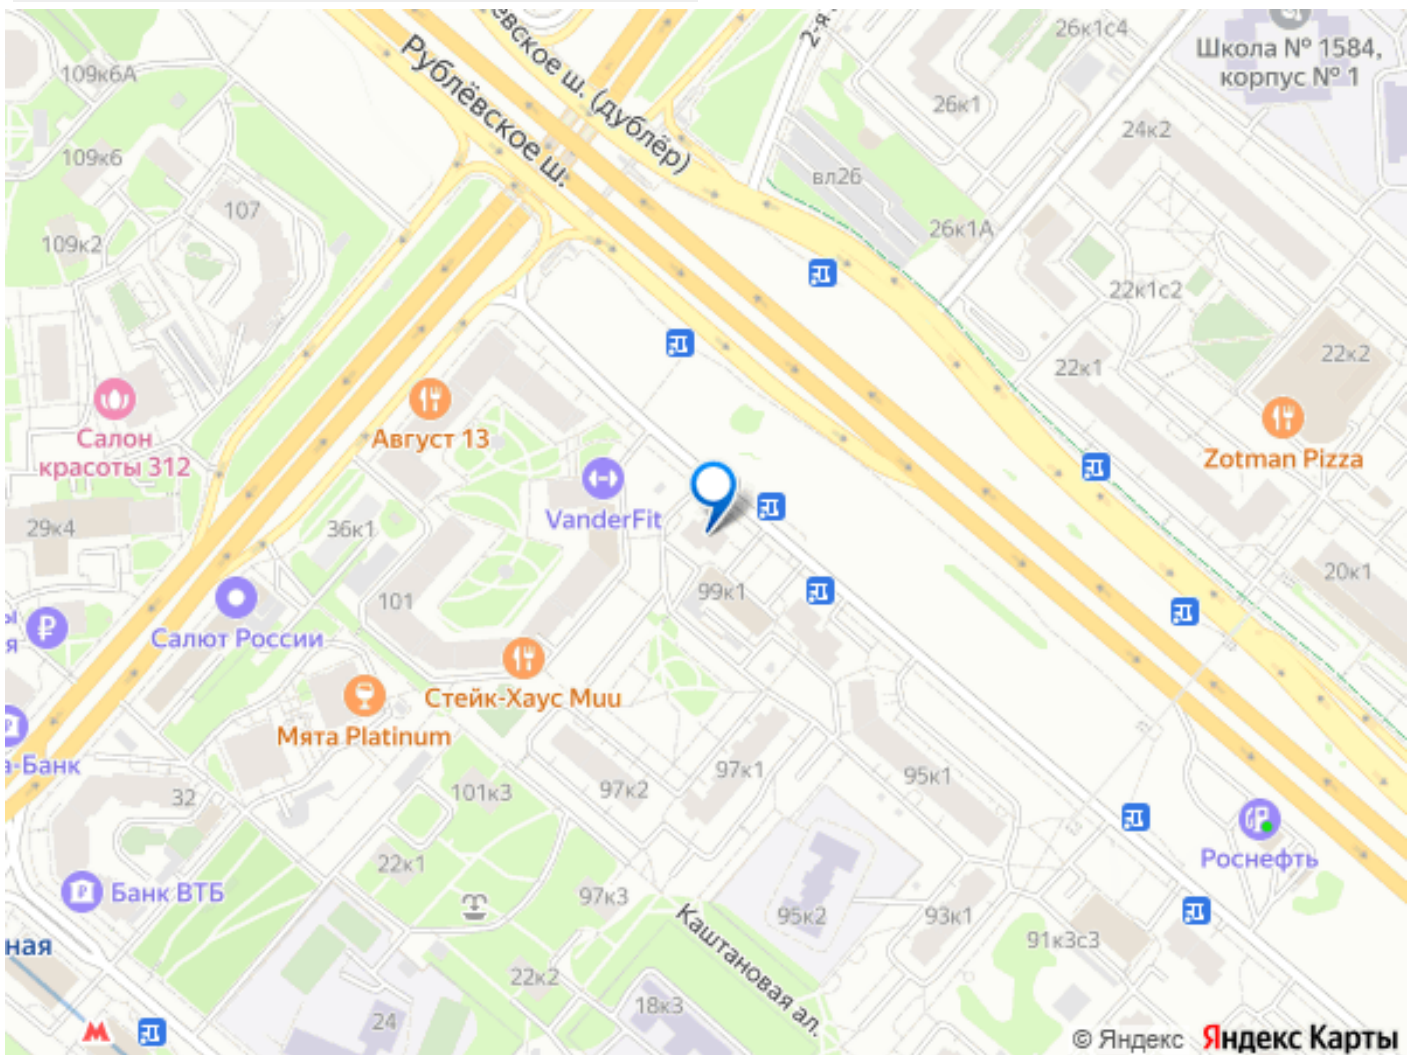 евское ш. (дублёр)
2-я
26к1с4
Школа № 1584,
корпус № 1
Рублёвское ш.
109к6А
26к1
24к2
109к6
вл26
107
26к1А
109к2
22к1с2
22к2
22к1
Август 13
Салон
красоты 312
Zotman Pizza
VanderFit
29к4
36к1
20к1
99к1
101
ы
я
Салют России
Стейк-Хаус Muu
Мята Platinum
а-Банк
97к1
95к1
32
101к3
97к2
Роснефть
22к1
Банк ВТБ
97к3
95к2
93к1
Каштановая ал.
91к3с3
ная
22к2
18к3
24
© Яндекс Яндекс Карты